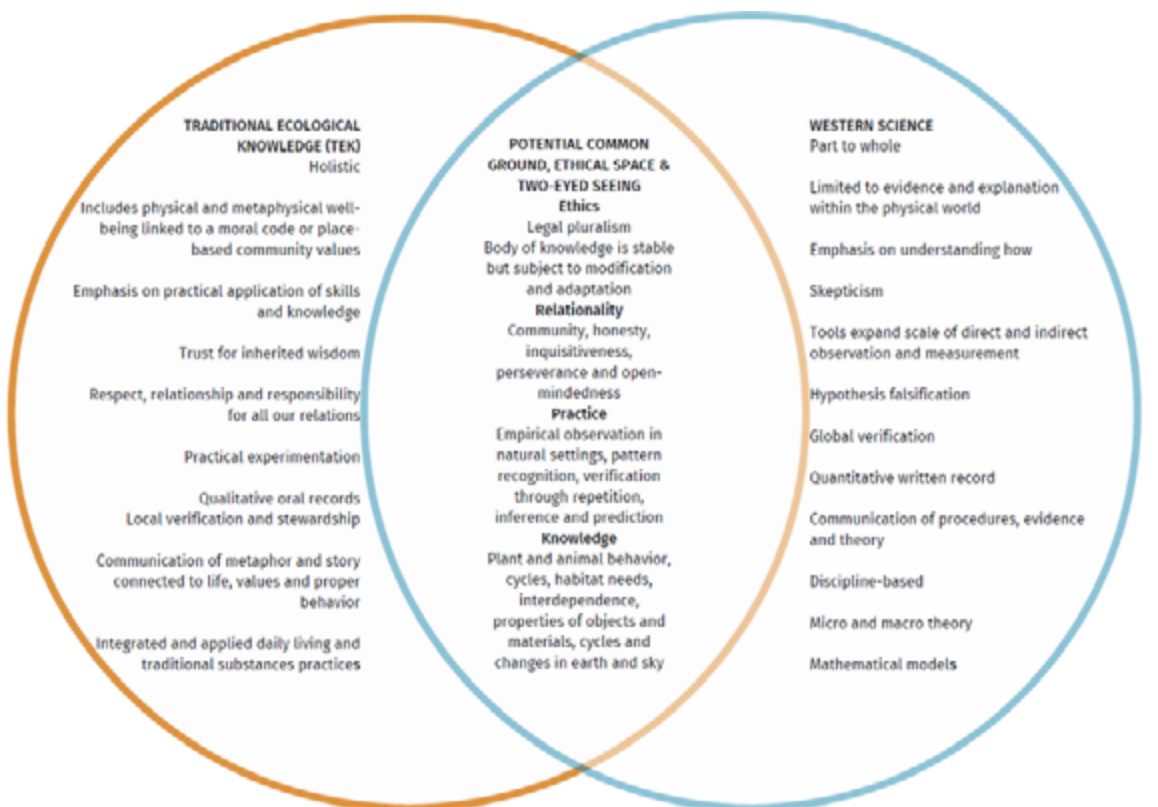 TRADITIONAL ECOLOGICAL
KNOWLEDGE (TEK)
Holistic
Includes physical and metaphysical well-
being linked to a moral code or place-
based community values
Emphasis on practical application of skills
and knowledge
Trust for inherited wisdom
Respect, relationship and responsibility
for all our relations
Practical experimentation
Qualitative oral records
Local verification and stewardship
Communication of metaphor and story
connected to life, values and proper
behavior
Integrated and applied daily living and
traditional substances practices
POTENTIAL COMMON
GROUND, ETHICAL SPACE &
TWO-EYED SEEING
Ethics
Legal pluralism
Body of knowledge is stable
but subject to modification
and adaptation
Relationality
Community, honesty,
inquisitiveness,
perseverance and open-
mindedness
Practice
Empirical observation in
natural settings, pattern
recognition, verification
through repetition,
inference and prediction
Knowledge
Plant and animal behavior,
cycles, habitat needs,
interdependence,
properties of objects and
materials, cycles and
changes in earth and sky
WESTERN SCIENCE
Part to whole
Limited to evidence and explanation
within the physical world
Emphasis on understanding how
Skepticism
Tools expand scale of direct and indirect
observation and measurement
Hypothesis falsification
Global verification
Quantitative written record
Communication of procedures, evidence
and theory
Discipline-based
Micro and macro theory
Mathematical models